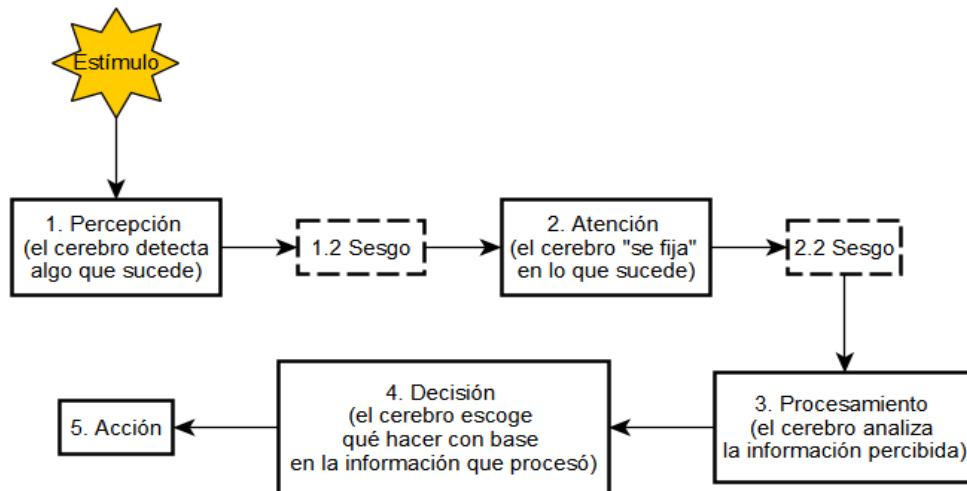 Estímulo
1. Percepción
(el cerebro detecta
algo que sucede)
1.2 Sesgo
2. Atención
(el cerebro "se fija"
en lo que sucede)
2.2 Sesgo
3. Procesamiento
(el cerebro analiza
la información percibida)
4. Decisión
(el cerebro escoge
qué hacer con base
en la información que procesó)
5. Acción